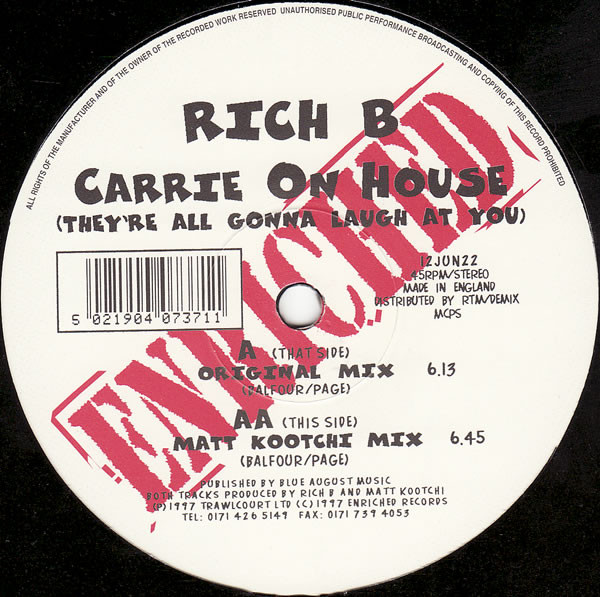 ALL RIGHTS OF THE MANUFACTURER AND OF THE OWNER OF THE RECORDED WORK RESERVED UNAUTHORISED PUBLIC PERFORMANCE BROADCASTING AND COPYING OF THIS RECORD PROHIBITED
RICH B
CARRIE ON HOUSE
(THEY'RE ALL GONNA LAUGH AT YOU)
ENRICHED
12JUN22
45RPM/STEREO
MADE IN ENGLAND
DISTRIBUTED BY RTM/DEMIX
MCPS
5 021904 073711
A (THAT SIDE)
ORIGINAL MIX 6.13
(BALFOUR/PAGE)
AA (THIS SIDE)
MATT KOOTCHI MIX 6.45
(BALFOUR/PAGE)
PUBLISHED BY BLUE AUGUST MUSIC
BOTH TRACKS PRODUCED BY RICH B AND MATT KOOTCHI
(P)1997 TRAWLCOURT LTD (C)1997 ENRICHED RECORDS
TEL: 0171 426 5149 FAX: 0171 739 4053